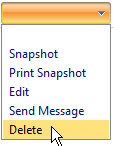 Snapshot
Print Snapshot
Edit
Send Message
Delete